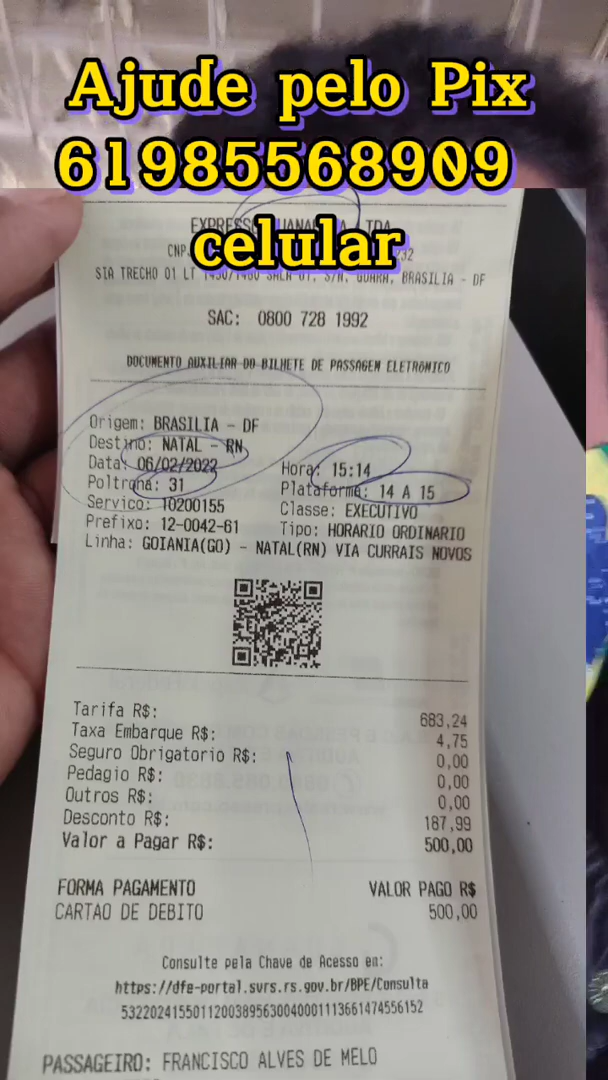 Ajude pelo Pix
61985568909
celular
EXPRESSO
SIA TRECHO 01 LT GUARA, BRASILIA - DF
SAC: 0800 728 1992
DOCUMENTO AUXILIAR DO BILHETE DE PASSAGEM ELETRÔNICO
Origem: BRASILIA - DF
Destino: NATAL - RN
Data: 06/02/2022 Hora: 15:14
Poltrona: 31 Plataforma: 14 A 15
Servico: 10200155 Classe: EXECUTIVO
Prefixo: 12-0042-61 Tipo: HORARIO ORDINARIO
Linha: GOIANIA(GO) - NATAL(RN) VIA CURRAIS NOVOS
Tarifa R$: 683,24
Taxa Embarque R$: 4,75
Seguro Obrigatorio R$: 0,00
Pedagio R$: 0,00
Outros R$: 0,00
Desconto R$: 187,99
Valor a Pagar R$: 500,00
FORMA PAGAMENTO VALOR PAGO R$
CARTAO DE DEBITO 500,00
Consulte pela Chave de Acesso em:
https://dfe-portal.svrs.rs.gov.br/BPE/Consulta
53220241550112003895630040001113661474556152
PASSAGEIRO: FRANCISCO ALVES DE MELO